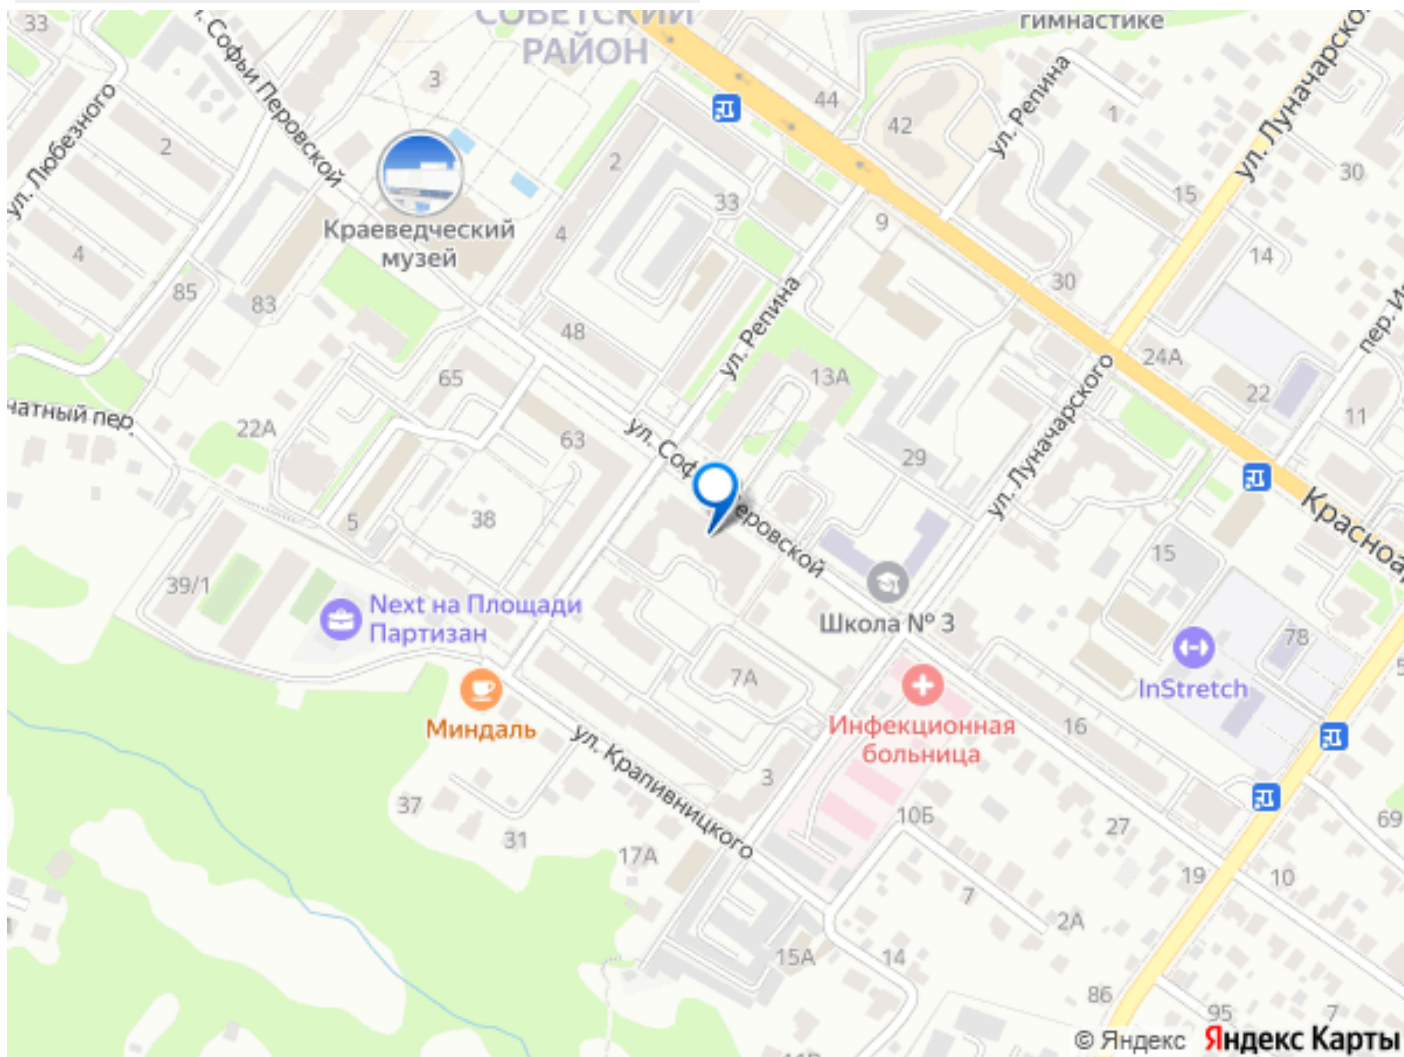 СОВЕТСКИЙ
РАЙОН
гимнастике
33
3
44
42
1
ул. Репина
ул. Софьи Перовской
ул. Любезного
2
2
30
15
ул. Луначарского
Краеведческий
музей
33
9
4
4
14
85
83
30
ул. Репина
48
24А
65
13А
22
11
22А
63
29
ул. Луначарского
ул. Софьи Перовской
5
38
15
39/1
Next на Площади
Партизан
Школа № 3
78
7А
InStretch
Миндаль
Инфекционная
больница
16
3
ул. Крапивницкого
37
10Б
27
69
31
17А
19
10
7
2А
15А
14
86
95
7
© Яндекс Яндекс Карты